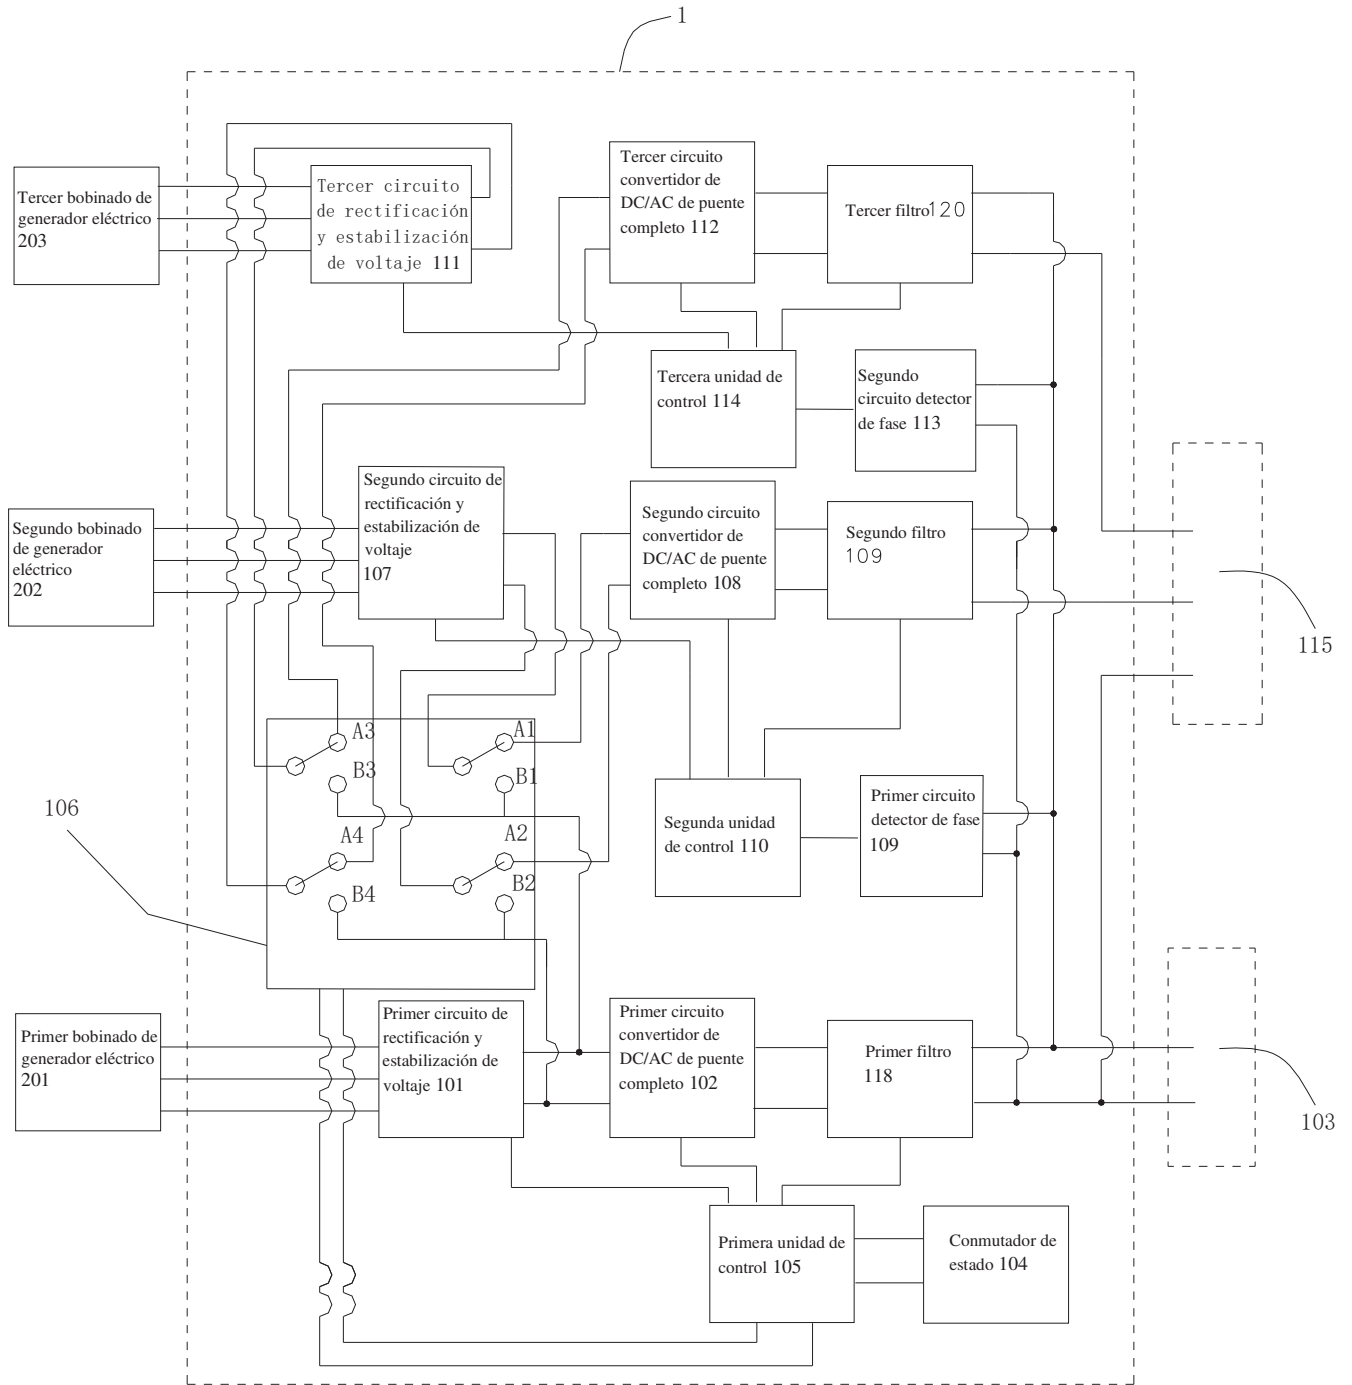 1
Tercer bobinado de
generador eléctrico
203
Tercer circuito
de rectificación
y estabilización
de voltaje 111
Tercer circuito
convertidor de
DC/AC de puente
completo 112
Tercer filtro120
Tercera unidad de
control 114
Segundo
circuito detector
de fase 113
Segundo bobinado
de generador
eléctrico
202
Segundo circuito de
rectificación y
estabilización de
voltaje
107
Segundo circuito
convertidor de
DC/AC de puente
completo 108
Segundo filtro
109
115
A3
A1
B3
B1
106
A4
A2
B4
B2
Segunda unidad
de control 110
Primer circuito
detector de fase
109
Primer bobinado de
generador eléctrico
201
Primer circuito de
rectificación y
estabilización de
voltaje 101
Primer circuito
convertidor de
DC/AC de puente
completo 102
Primer filtro
118
103
Primera unidad de
control 105
Conmutador de
estado 104